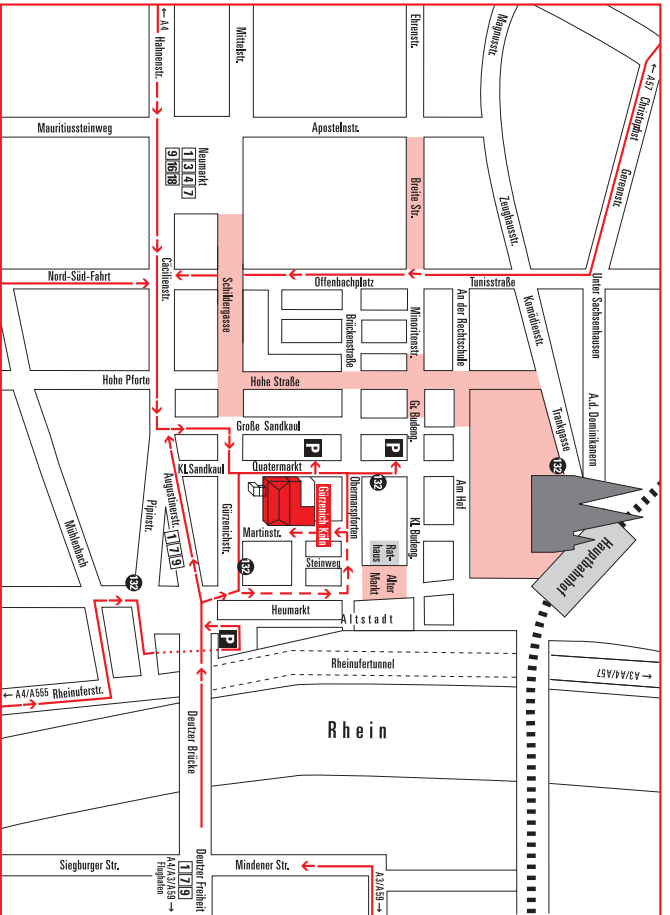 ← A4
Hahnenstr.
Mittelstr.
Ehrenstr.
Magnusstr.
← A57
Christophstr.
Gereonstr.
Mauritiussteinweg
Apostelnstr.
Neumarkt
1 3 4 7
9 16 18
Breite Str.
Zeughausstr.
Nord-Süd-Fahrt
Cäcilienstr.
Schildergasse
Offenbachplatz
Brückenstraße
Minoritenstr.
An der Rechtschule
Tunisstraße
Komödienstr.
Unter Sachsenhausen
Hohe Pforte
Hohe Straße
Gr. Budeng.
Trankgasse
A.d. Dominikanern
Große Sandkaul
P
P
132
Kl.Sandkaul
Quatermarkt
132
Am Hof
Mühlenbach
Pipinstr.
Augustinerstr.
1 7 9
Gürzenichstr.
Gürzenich Köln
Obermarspforten
Martinstr.
Steinweg
Rat-
haus
Kl. Budeng.
Hauptbahnhof
132
132
Alter
Markt
Heumarkt
Altstadt
P
← A4/A555
Rheinuferstr.
Rheinufertunnel
A3/A4/A57 →
Deutzer Brücke
Rhein
Siegburger Str.
Deutzer Freiheit
1 7 9
A4/A3/A59 →
Flughafen
Mindener Str.
A3/A59 →